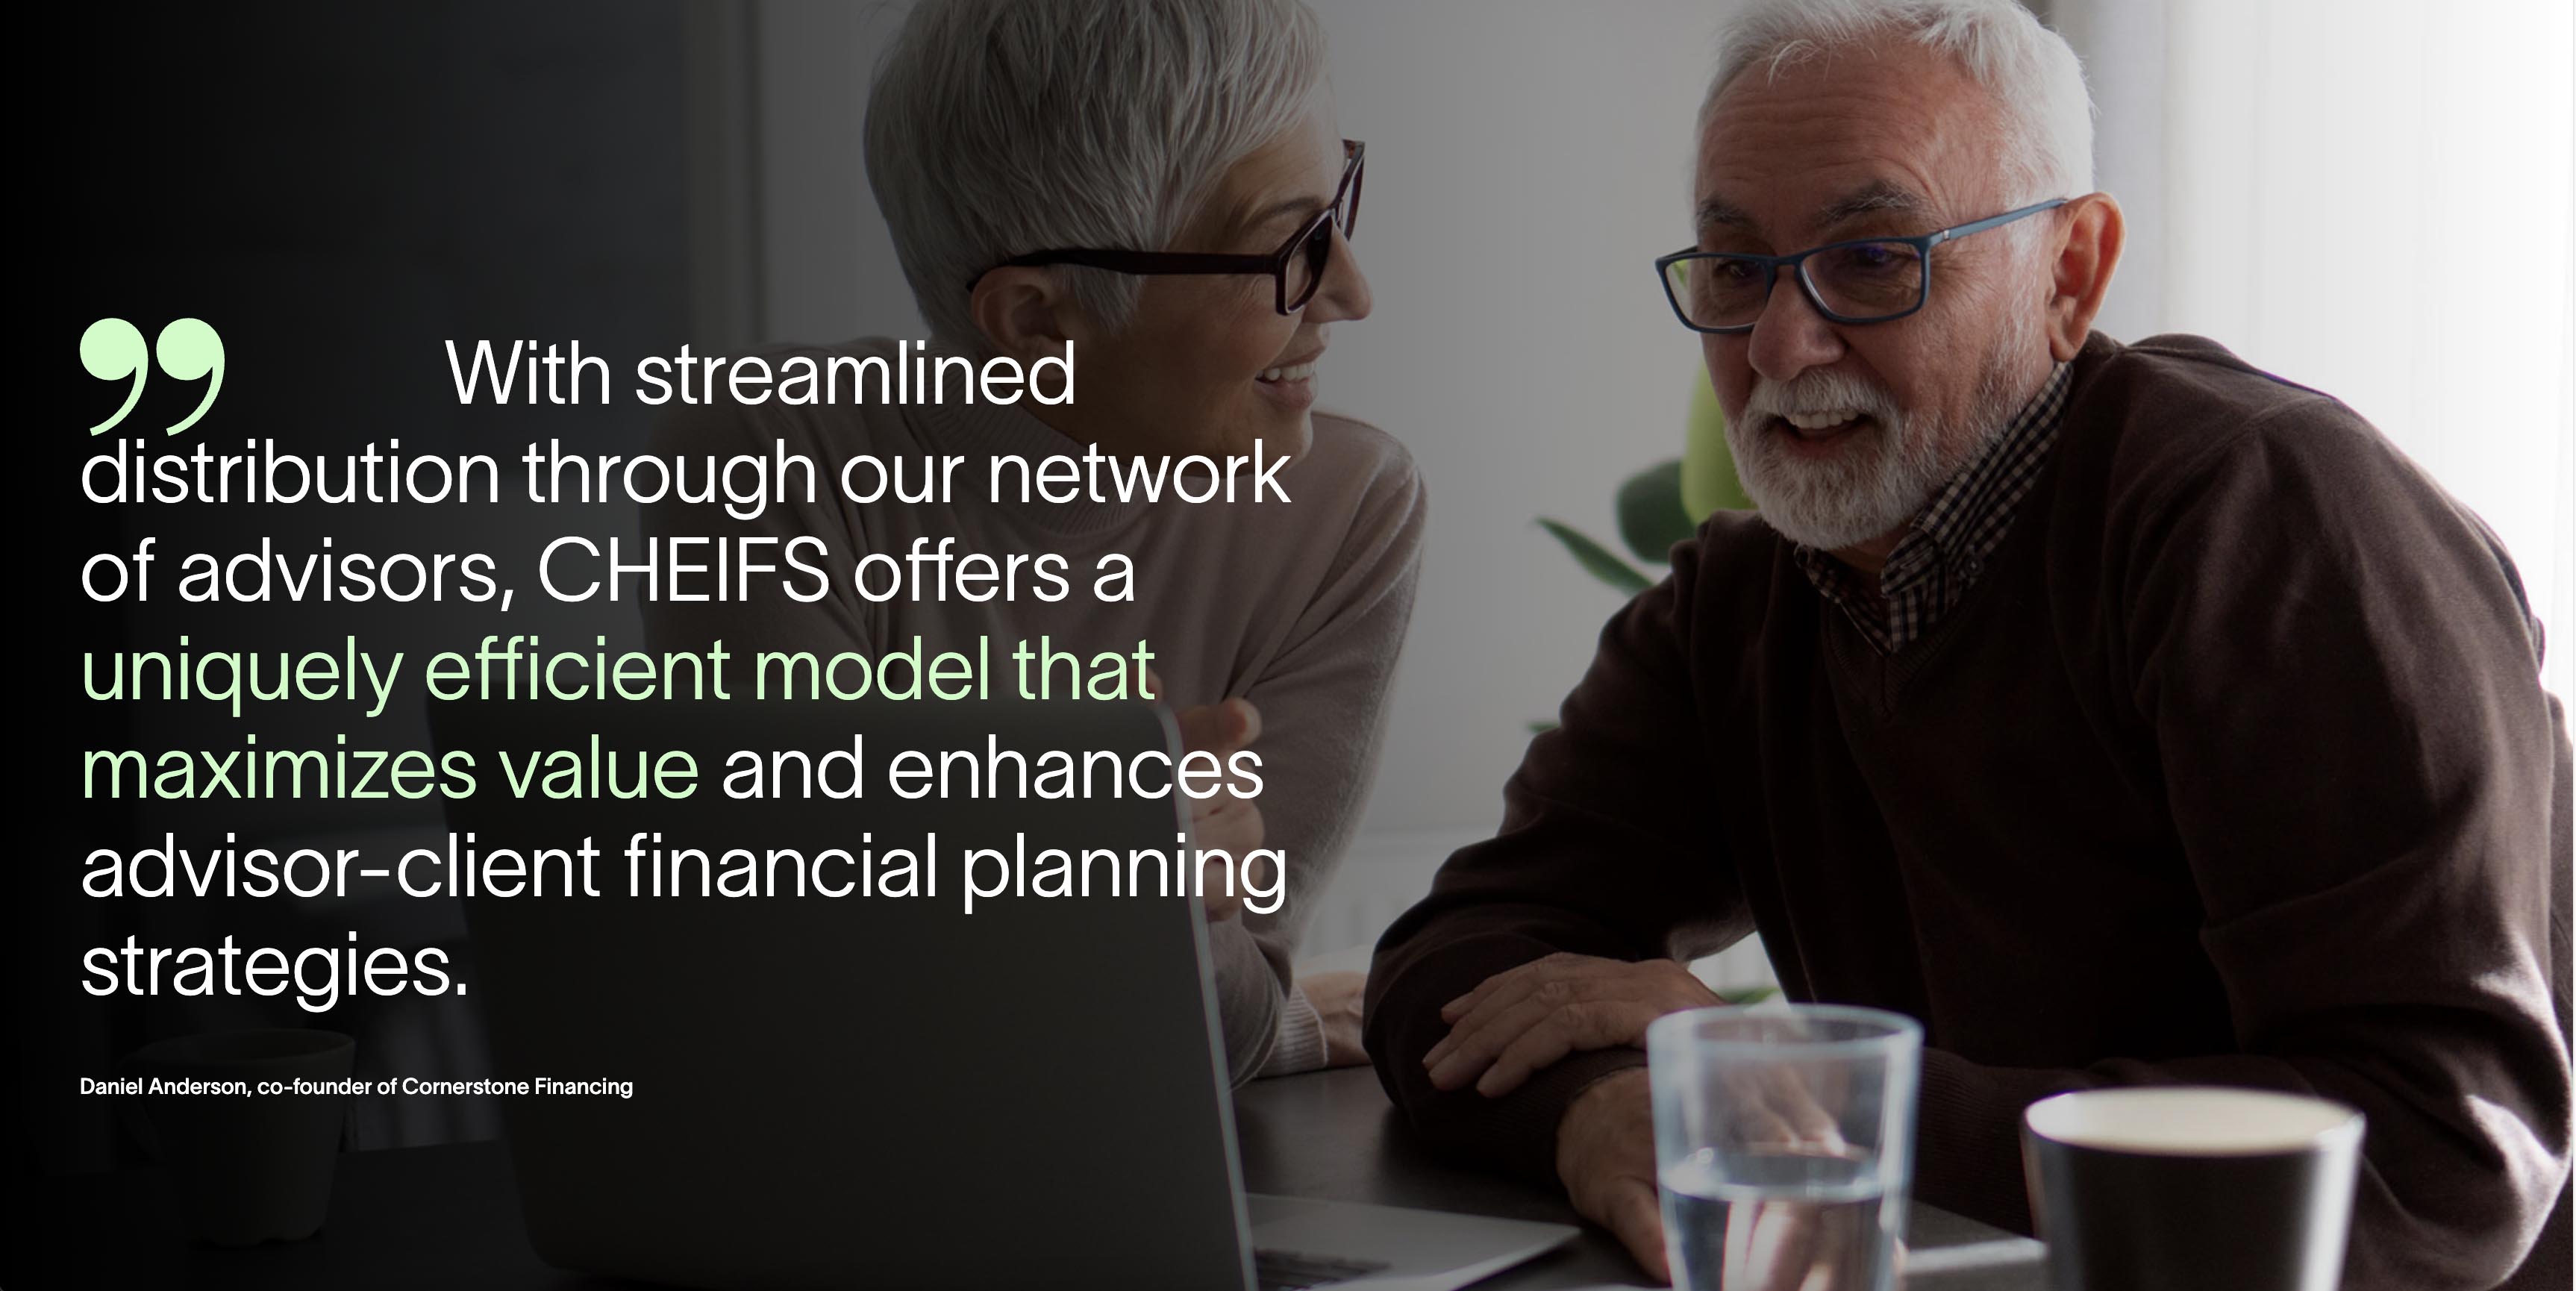 ”
With streamlined
distribution through our network
of advisors, CHEIFS offers a
uniquely efficient model that
maximizes value and enhances
advisor-client financial planning
strategies.
Daniel Anderson, co-founder of Cornerstone Financing